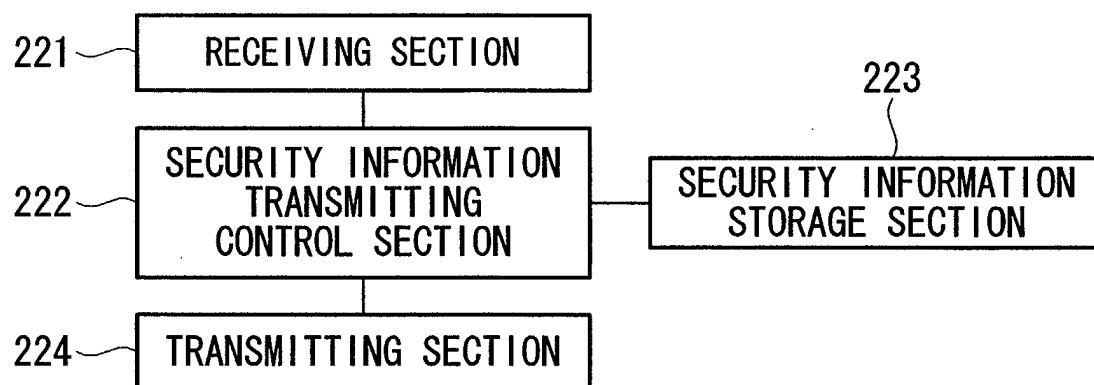 221
RECEIVING SECTION
223
222
SECURITY INFORMATION
TRANSMITTING
CONTROL SECTION
SECURITY INFORMATION
STORAGE SECTION
224
TRANSMITTING SECTION